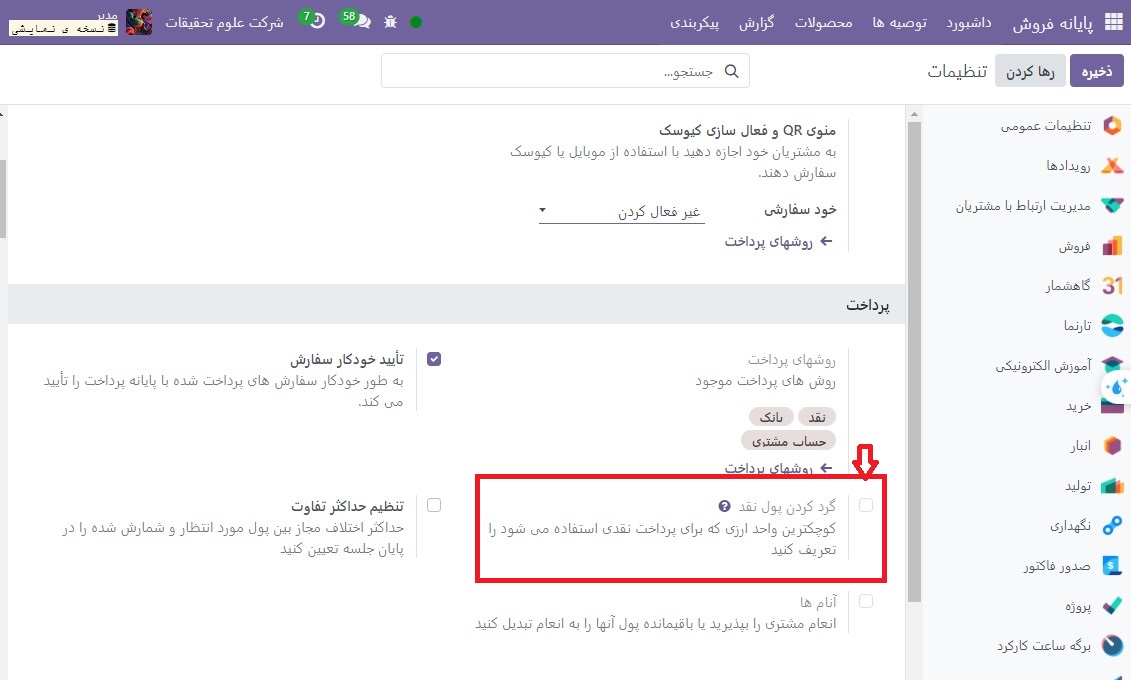 پایانه فروش
داشبورد
توصیه ها
محصولات
گزارش
پیکربندی
58
7
شرکت علوم تحقیقات
مدیر
نسخه ی نمایشی
ذخیره
رها کردن
تنظیمات
جستجو...
تنظیمات عمومی
رویدادها
مدیریت ارتباط با مشتریان
فروش
گاهشمار
31
تارنما
آموزش الکترونیکی
خرید
انبار
تولید
نگهداری
صدور فاکتور
پروژه
برگه ساعت کارکرد
منوی QR و فعال سازی کیوسک
به مشتریان خود اجازه دهید با استفاده از موبایل یا کیوسک
سفارش دهند.
خود سفارشی
غیر فعال کردن
روشهای پرداخت
پرداخت
روشهای پرداخت
روش های پرداخت موجود
نقد
بانک
حساب مشتری
روشهای پرداخت
تأیید خودکار سفارش
به طور خودکار سفارش های پرداخت شده با پایانه پرداخت را تأیید
می کند.
گرد کردن پول نقد ?
کوچکترین واحد ارزی که برای پرداخت نقدی استفاده می شود را
تعریف کنید
تنظیم حداکثر تفاوت
حداکثر اختلاف مجاز بین پول مورد انتظار و شمارش شده را در
پایان جلسه تعیین کنید
آنام ها
انعام مشتری را بپذیرید یا باقیمانده پول آنها را به انعام تبدیل کنید